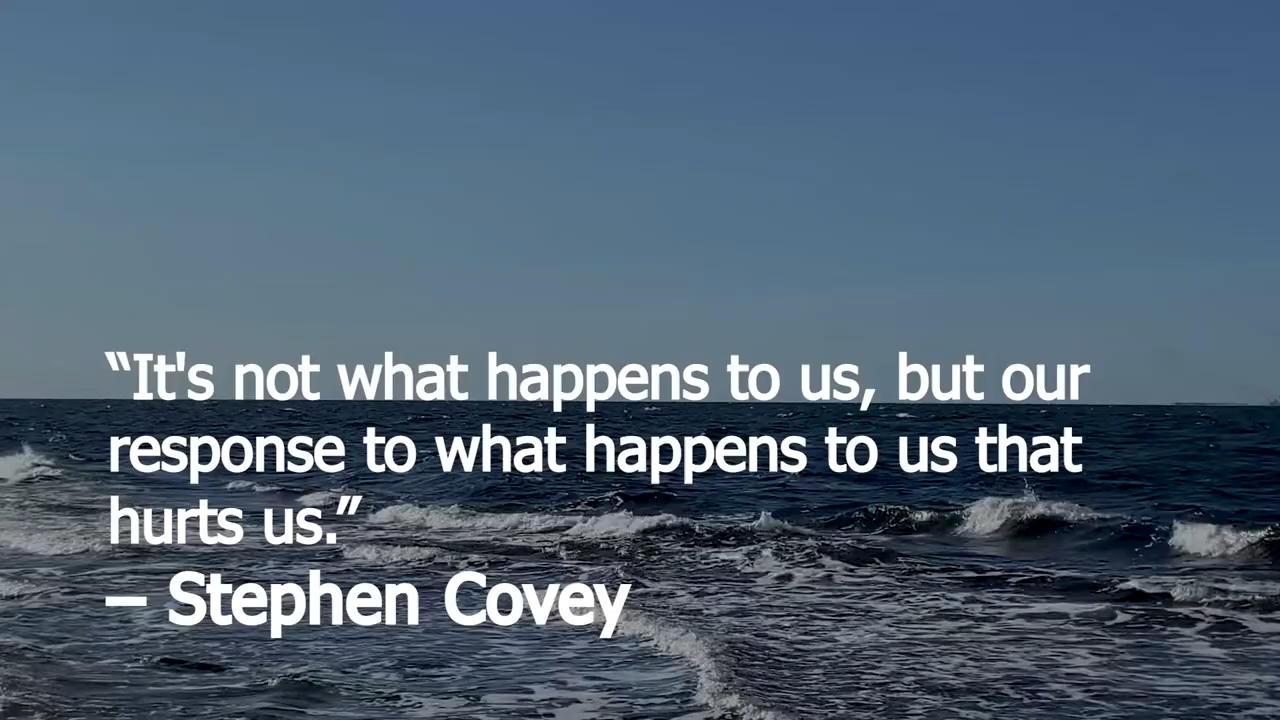 “It's not what happens to us, but our
response to what happens to us that
hurts us.”
– Stephen Covey